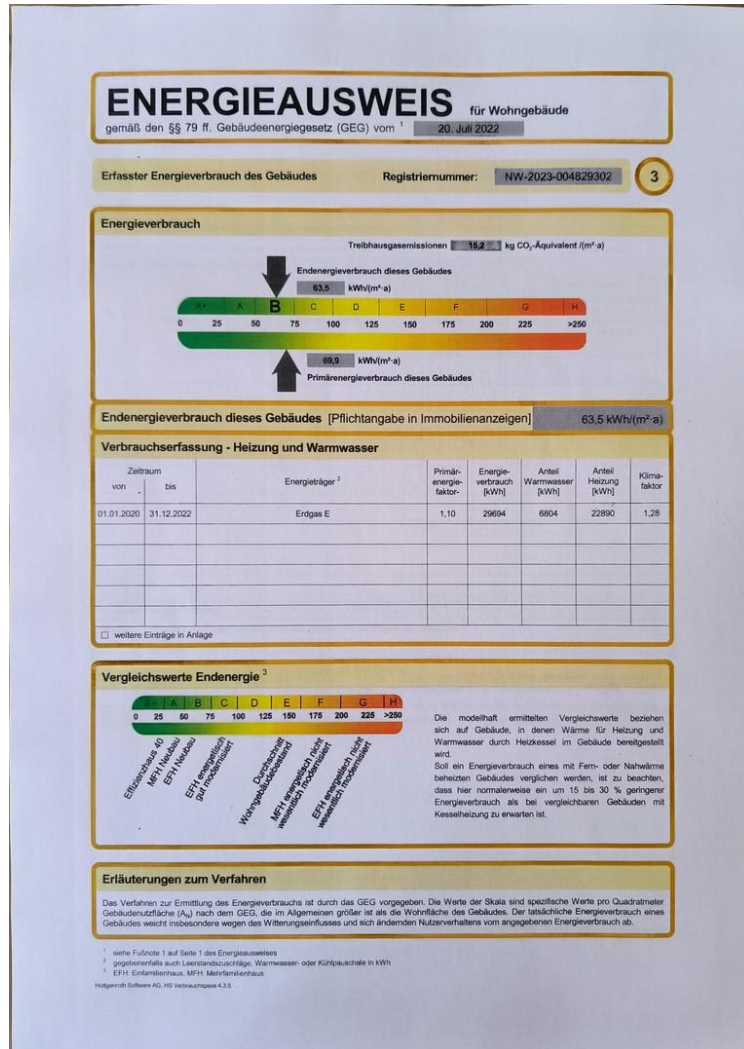 ENERGIEAUSWEIS für Wohngebäude
gemäß den §§ 79 ff. Gebäudeenergiegesetz (GEG) vom ¹ 20. Juli 2022
Erfasster Energieverbrauch des Gebäudes Registriernummer: NW-2023-004829302 3
Energieverbrauch
Treibhausgasemissionen 15,2 kg CO₂-Äquivalent /(m²·a)
Endenergieverbrauch dieses Gebäudes
63,5 kWh/(m²·a)
A+ A B C D E F G H
0 25 50 75 100 125 150 175 200 225 >250
69,9 kWh/(m²·a)
Primärenergieverbrauch dieses Gebäudes
Endenergieverbrauch dieses Gebäudes [Pflichtangabe in Immobilienanzeigen] 63,5 kWh/(m²·a)
Verbrauchserfassung - Heizung und Warmwasser
Zeitraum
von bis
Energieträger ²
Primär-
energie-
faktor-
Energie-
verbrauch
[kWh]
Anteil
Warmwasser
[kWh]
Anteil
Heizung
[kWh]
Klima-
faktor
01.01.2020 31.12.2022 Erdgas E 1,10 29694 6804 22890 1,28
weitere Einträge in Anlage
Vergleichswerte Endenergie ³
A+ A B C D E F G H
0 25 50 75 100 125 150 175 200 225 >250
Effizienzhaus 40
MFH Neubau
EFH Neubau
EFH energetisch
gut modernisiert
Durchschnitt
Wohngebäudebestand
MFH energetisch nicht
wesentlich modernisiert
EFH energetisch nicht
wesentlich modernisiert
Die modellhaft ermittelten Vergleichswerte beziehen
sich auf Gebäude, in denen Wärme für Heizung und
Warmwasser durch Heizkessel im Gebäude bereitgestellt
wird.
Soll ein Energieverbrauch eines mit Fern- oder Nahwärme
beheizten Gebäudes verglichen werden, ist zu beachten,
dass hier normalerweise ein um 15 bis 30 % geringerer
Energieverbrauch als bei vergleichbaren Gebäuden mit
Kesselheizung zu erwarten ist.
Erläuterungen zum Verfahren
Das Verfahren zur Ermittlung des Energieverbrauchs ist durch das GEG vorgegeben. Die Werte der Skala sind spezifische Werte pro Quadratmeter
Gebäudenutzfläche (A_N) nach dem GEG, die im Allgemeinen größer ist als die Wohnfläche des Gebäudes. Der tatsächliche Energieverbrauch eines
Gebäudes weicht insbesondere wegen des Witterungseinflusses und sich ändernden Nutzerverhaltens vom angegebenen Energieverbrauch ab.
¹ siehe Fußnote 1 auf Seite 1 des Energieausweises
² gegebenenfalls auch Leerstandszuschläge, Warmwasser- oder Kühlpauschale in kWh
³ EFH: Einfamilienhaus, MFH: Mehrfamilienhaus
Hottgenroth Software AG, HS Verbrauchspass 4.3.5